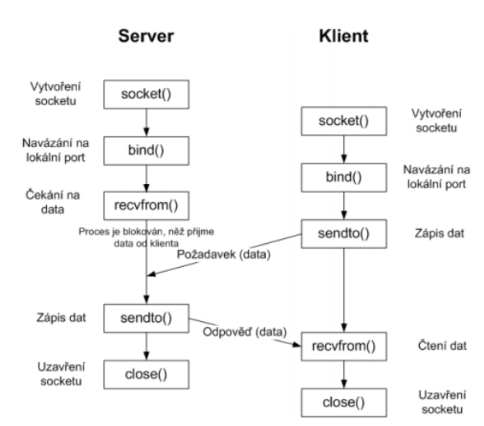 Server
Klient
Vytvoření
socketu
socket()
Navázání na
lokální port
bind()
Čekání na
data
recvfrom()
Proces je blokován, něž přijme
data od klienta
Požadavek (data)
Zápis dat
sendto()
Odpověď (data)
Uzavření
socketu
close()
socket()
Vytvoření
socketu
bind()
Navázání na
lokální port
sendto()
Zápis dat
recvfrom()
Čtení dat
close()
Uzavření
socketu